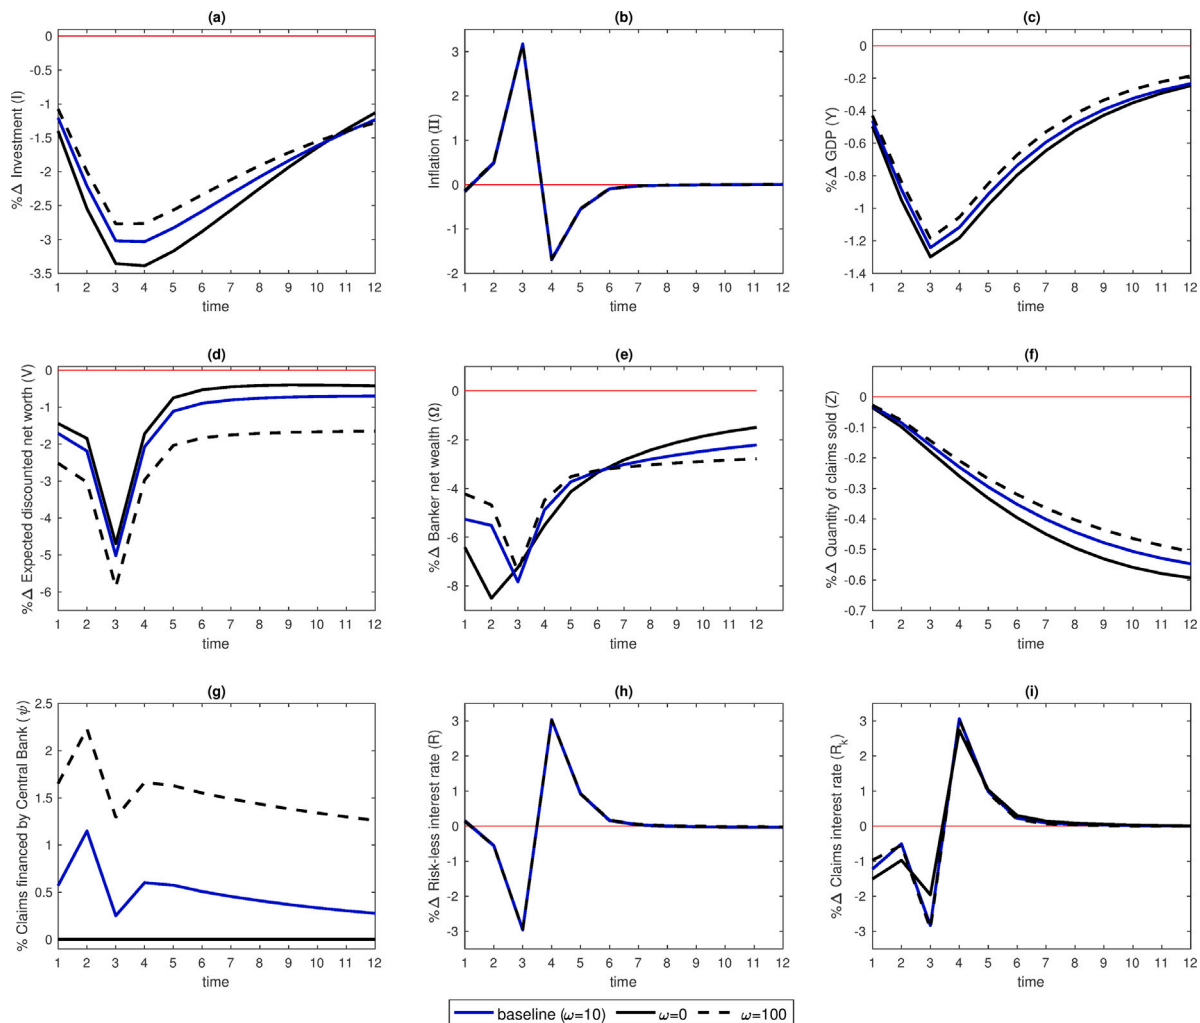 (a)
% Δ Investment (I)
0
-0.5
-1
-1.5
-2
-2.5
-3
-3.5
1 2 3 4 5 6 7 8 9 10 11 12
time
(b)
Inflation (Π)
3
2
1
0
-1
-2
1 2 3 4 5 6 7 8 9 10 11 12
time
(c)
% Δ GDP (Y)
0
-0.2
-0.4
-0.6
-0.8
-1
-1.2
-1.4
1 2 3 4 5 6 7 8 9 10 11 12
time
(d)
% Δ Expected discounted net worth (V)
0
-1
-2
-3
-4
-5
-6
1 2 3 4 5 6 7 8 9 10 11 12
time
(e)
% Δ Banker net wealth (Ω)
0
-2
-4
-6
-8
1 2 3 4 5 6 7 8 9 10 11 12
time
(f)
% Δ Quantity of claims sold (Z)
0
-0.1
-0.2
-0.3
-0.4
-0.5
-0.6
-0.7
1 2 3 4 5 6 7 8 9 10 11 12
time
(g)
% Claims financed by Central Bank (ψ)
2.5
2
1.5
1
0.5
0
1 2 3 4 5 6 7 8 9 10 11 12
time
(h)
% Δ Risk-less interest rate (R)
3
2
1
0
-1
-2
-3
1 2 3 4 5 6 7 8 9 10 11 12
time
(i)
% Δ Claims interest rate (R_k)
3
2
1
0
-1
-2
-3
1 2 3 4 5 6 7 8 9 10 11 12
time
baseline (ω=10) ω=0 ω=100